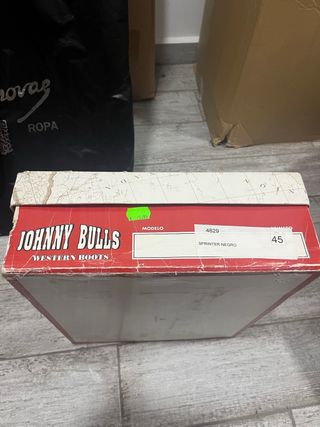 ROPA
JOHNNY BULLS
WESTERN BOOTS
MODELO
4829
SPRINTER NEGRO
45